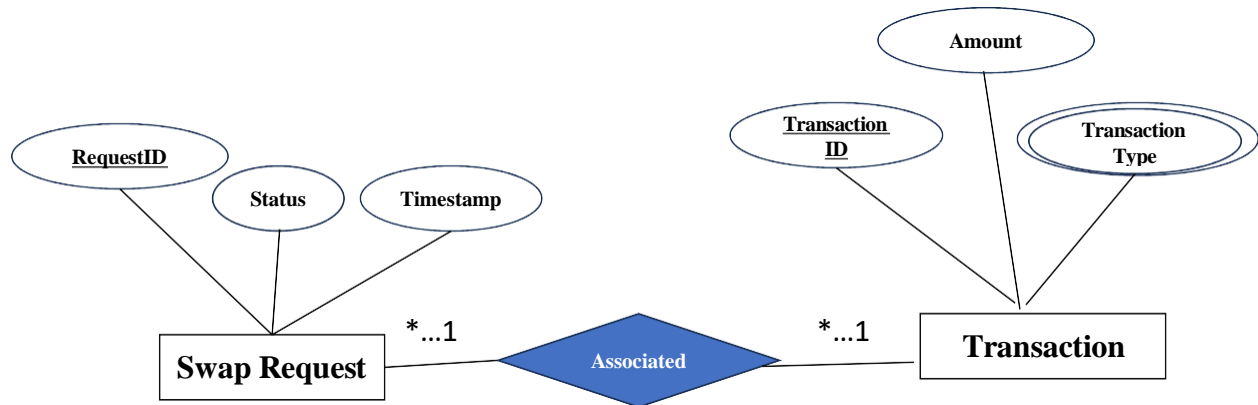 Amount
RequestID
Status
Timestamp
Transaction
ID
Transaction
Type
*...1
*...1
Swap Request
Associated
Transaction